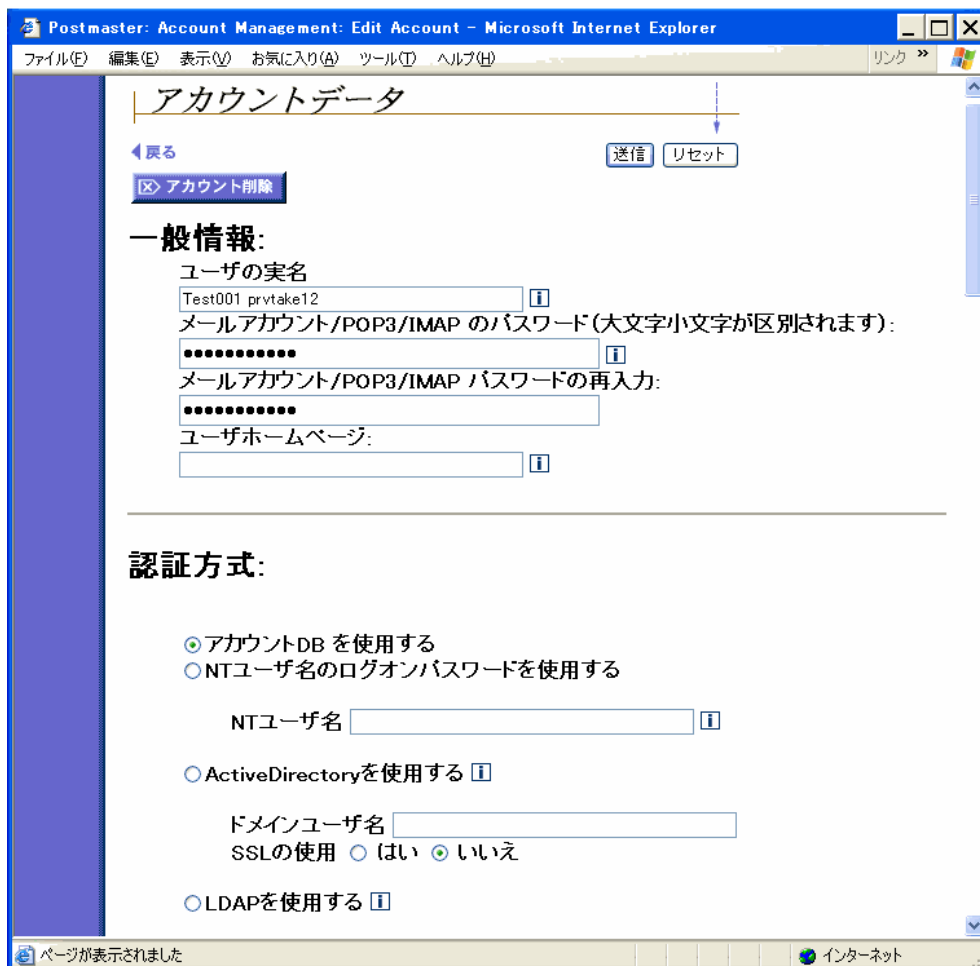 Postmaster: Account Management: Edit Account - Microsoft Internet Explorer
ファイル(F) 編集(E) 表示(V) お気に入り(A) ツール(T) ヘルプ(H) リンク »
アカウントデータ
戻る 送信 リセット
アカウント削除
一般情報:
ユーザの実名
Test001 prvtake12
メールアカウント/POP3/IMAP のパスワード(大文字小文字が区別されます):
●●●●●●●●●●●
メールアカウント/POP3/IMAP パスワードの再入力:
●●●●●●●●●●●
ユーザホームページ:
認証方式:
アカウントDB を使用する
NTユーザ名のログオンパスワードを使用する
NTユーザ名
ActiveDirectoryを使用する
ドメインユーザ名
SSLの使用 はい いいえ
LDAPを使用する
ページが表示されました インターネット